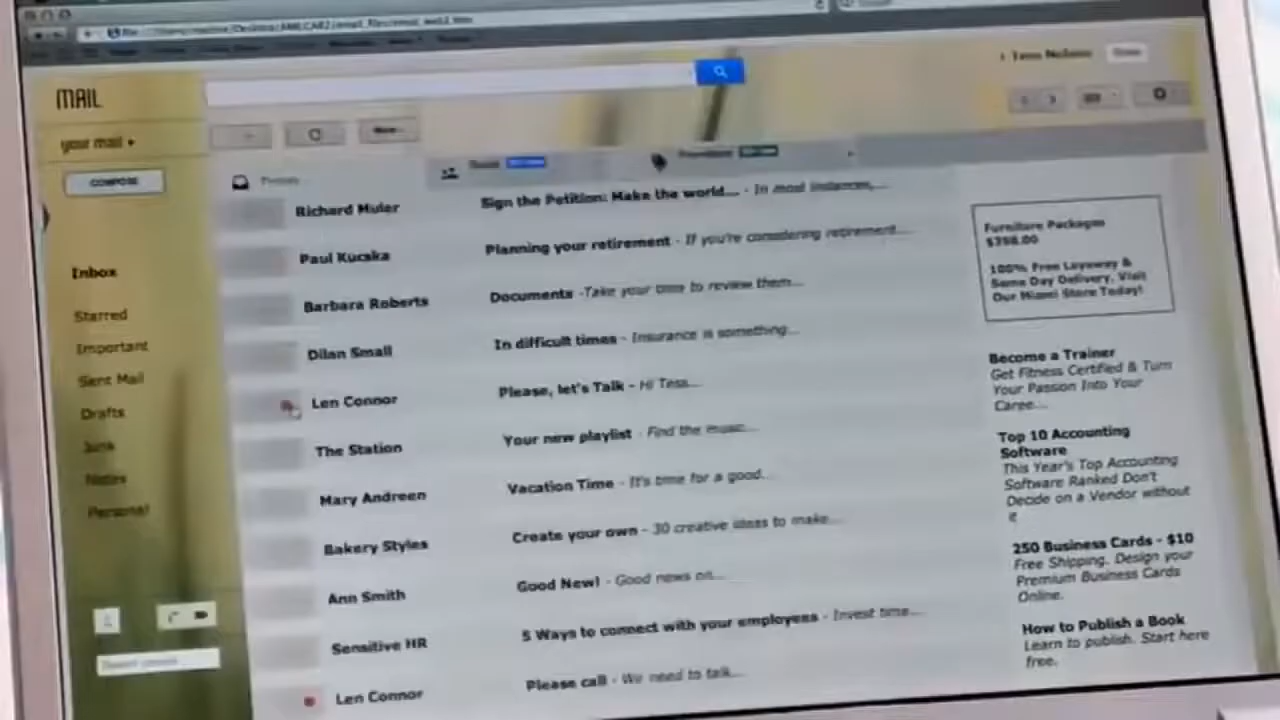 MAIL
your mail
COMPOSE
Inbox
Starred
Important
Sent Mail
Drafts
Junk
Notes
Personal
Richard Muler Sign the Petition: Make the world... - In most instances,...
Paul Kucska Planning your retirement - If you're considering retirement...
Barbara Roberts Documents -Take your time to review them...
Dilan Small In difficult times - Insurance is something...
Len Connor Please, let's Talk - Hi Tess...
The Station Your new playlist - Find the music...
Mary Andreen Vacation Time - It's time for a good...
Bakery Styles Create your own - 30 creative ideas to make...
Ann Smith Good New! - Good news on...
Sensitive HR 5 Ways to connect with your employees - Invest time...
Len Connor Please call - We need to talk...
Furniture Packages
$398.00
100% Free Layaway &
Same Day Delivery, Visit
Our Miami Store Today!
Become a Trainer
Get Fitness Certified & Turn
Your Passion Into Your
Caree...
Top 10 Accounting
Software
This Year's Top Accounting
Software Ranked Don't
Decide on a Vendor without
it
250 Business Cards - $10
Free Shipping. Design your
Premium Business Cards
Online.
How to Publish a Book
Learn to publish. Start here
free.